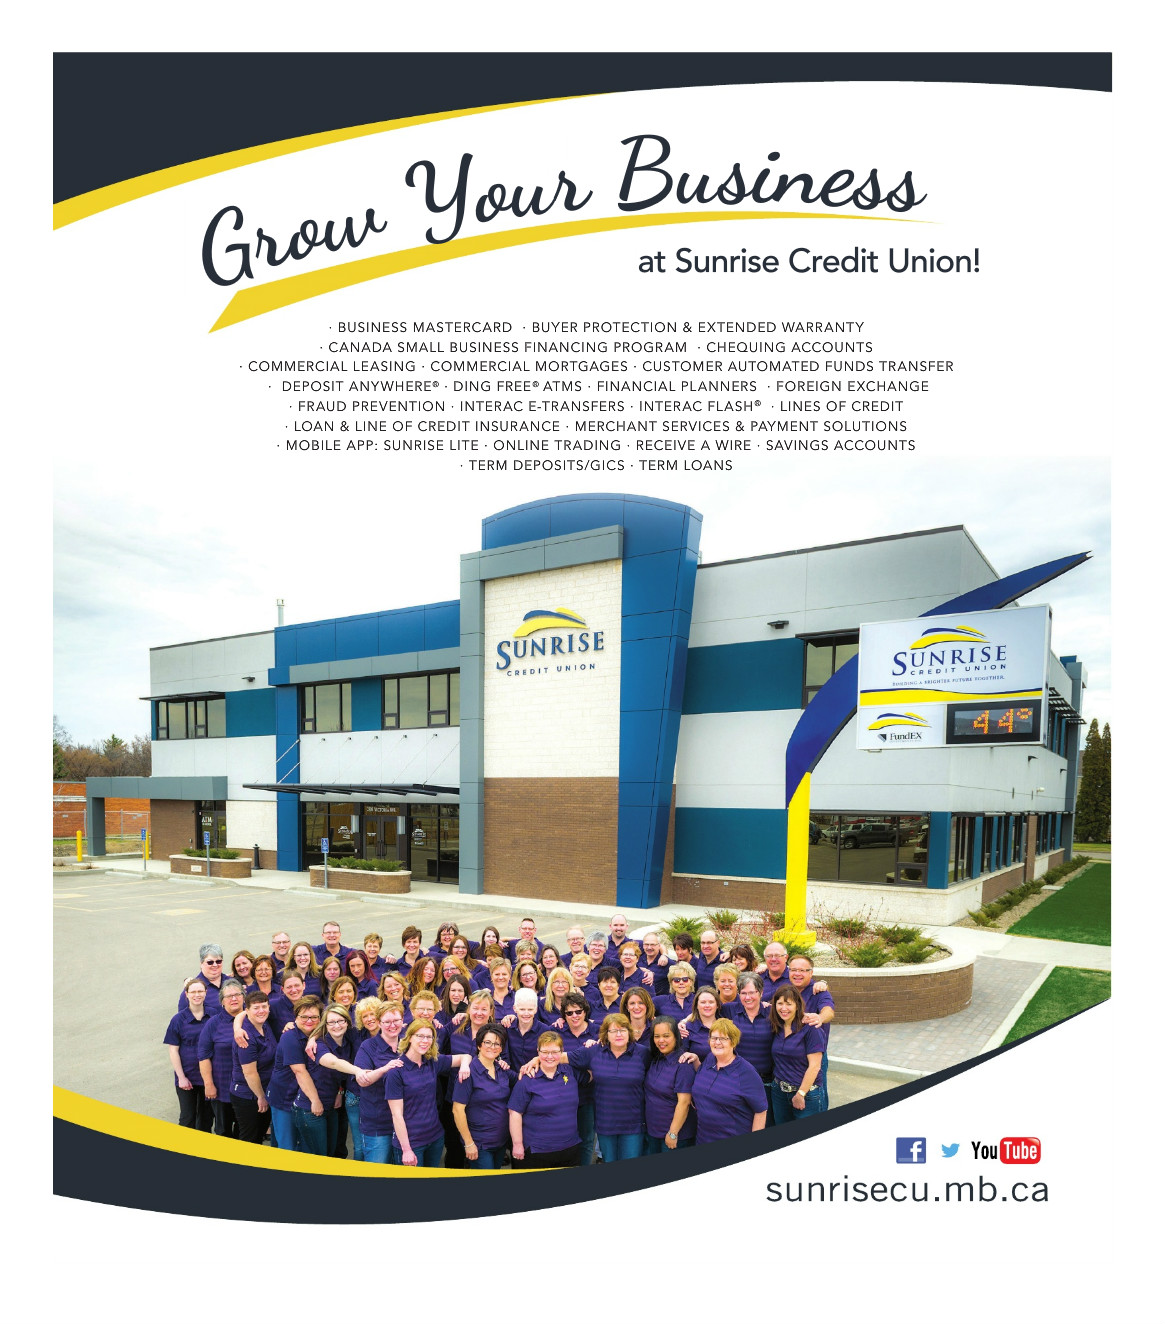 Grow Your Business
at Sunrise Credit Union!
· BUSINESS MASTERCARD · BUYER PROTECTION & EXTENDED WARRANTY
· CANADA SMALL BUSINESS FINANCING PROGRAM · CHEQUING ACCOUNTS
· COMMERCIAL LEASING · COMMERCIAL MORTGAGES · CUSTOMER AUTOMATED FUNDS TRANSFER
· DEPOSIT ANYWHERE® · DING FREE® ATMS · FINANCIAL PLANNERS · FOREIGN EXCHANGE
· FRAUD PREVENTION · INTERAC E-TRANSFERS · INTERAC FLASH® · LINES OF CREDIT
· LOAN & LINE OF CREDIT INSURANCE · MERCHANT SERVICES & PAYMENT SOLUTIONS
· MOBILE APP: SUNRISE LITE · ONLINE TRADING · RECEIVE A WIRE · SAVINGS ACCOUNTS
· TERM DEPOSITS/GICS · TERM LOANS
SUNRISE
CREDIT UNION
SUNRISE
CREDIT UNION
BUILDING A BRIGHTER FUTURE TOGETHER.
FundEX
44°
ATM
YouTube
sunrisecu.mb.ca